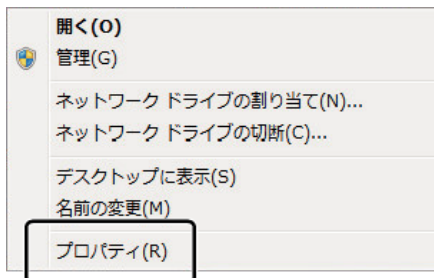 開く(O)
管理(G)
ネットワーク ドライブの割り当て(N)...
ネットワーク ドライブの切断(C)...
デスクトップに表示(S)
名前の変更(M)
プロパティ(R)